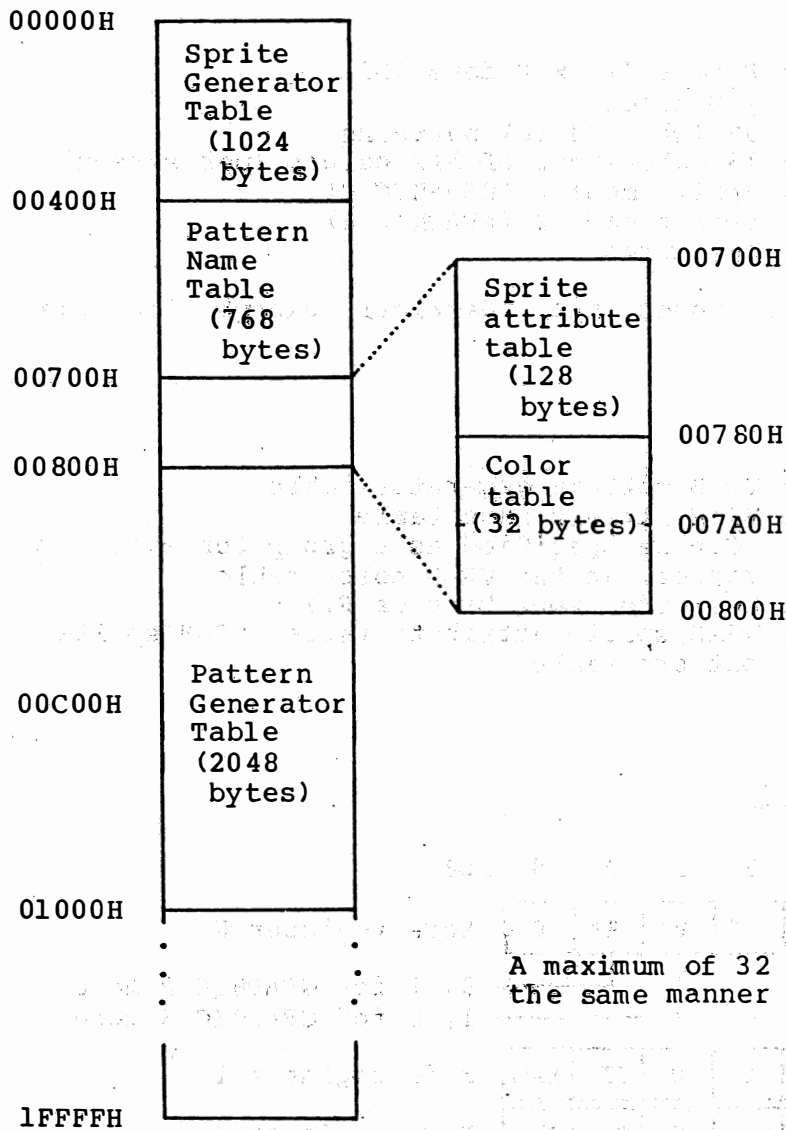 00000H
Sprite
Generator
Table
(1024
bytes)
00400H
Pattern
Name
Table
(768
bytes)
00700H
00800H
00700H
Sprite
attribute
table
(128
bytes)
00780H
Color
table
(32 bytes)
007A0H
00800H
00C00H
Pattern
Generator
Table
(2048
bytes)
01000H
A maximum of 32
the same manner
1FFFFH